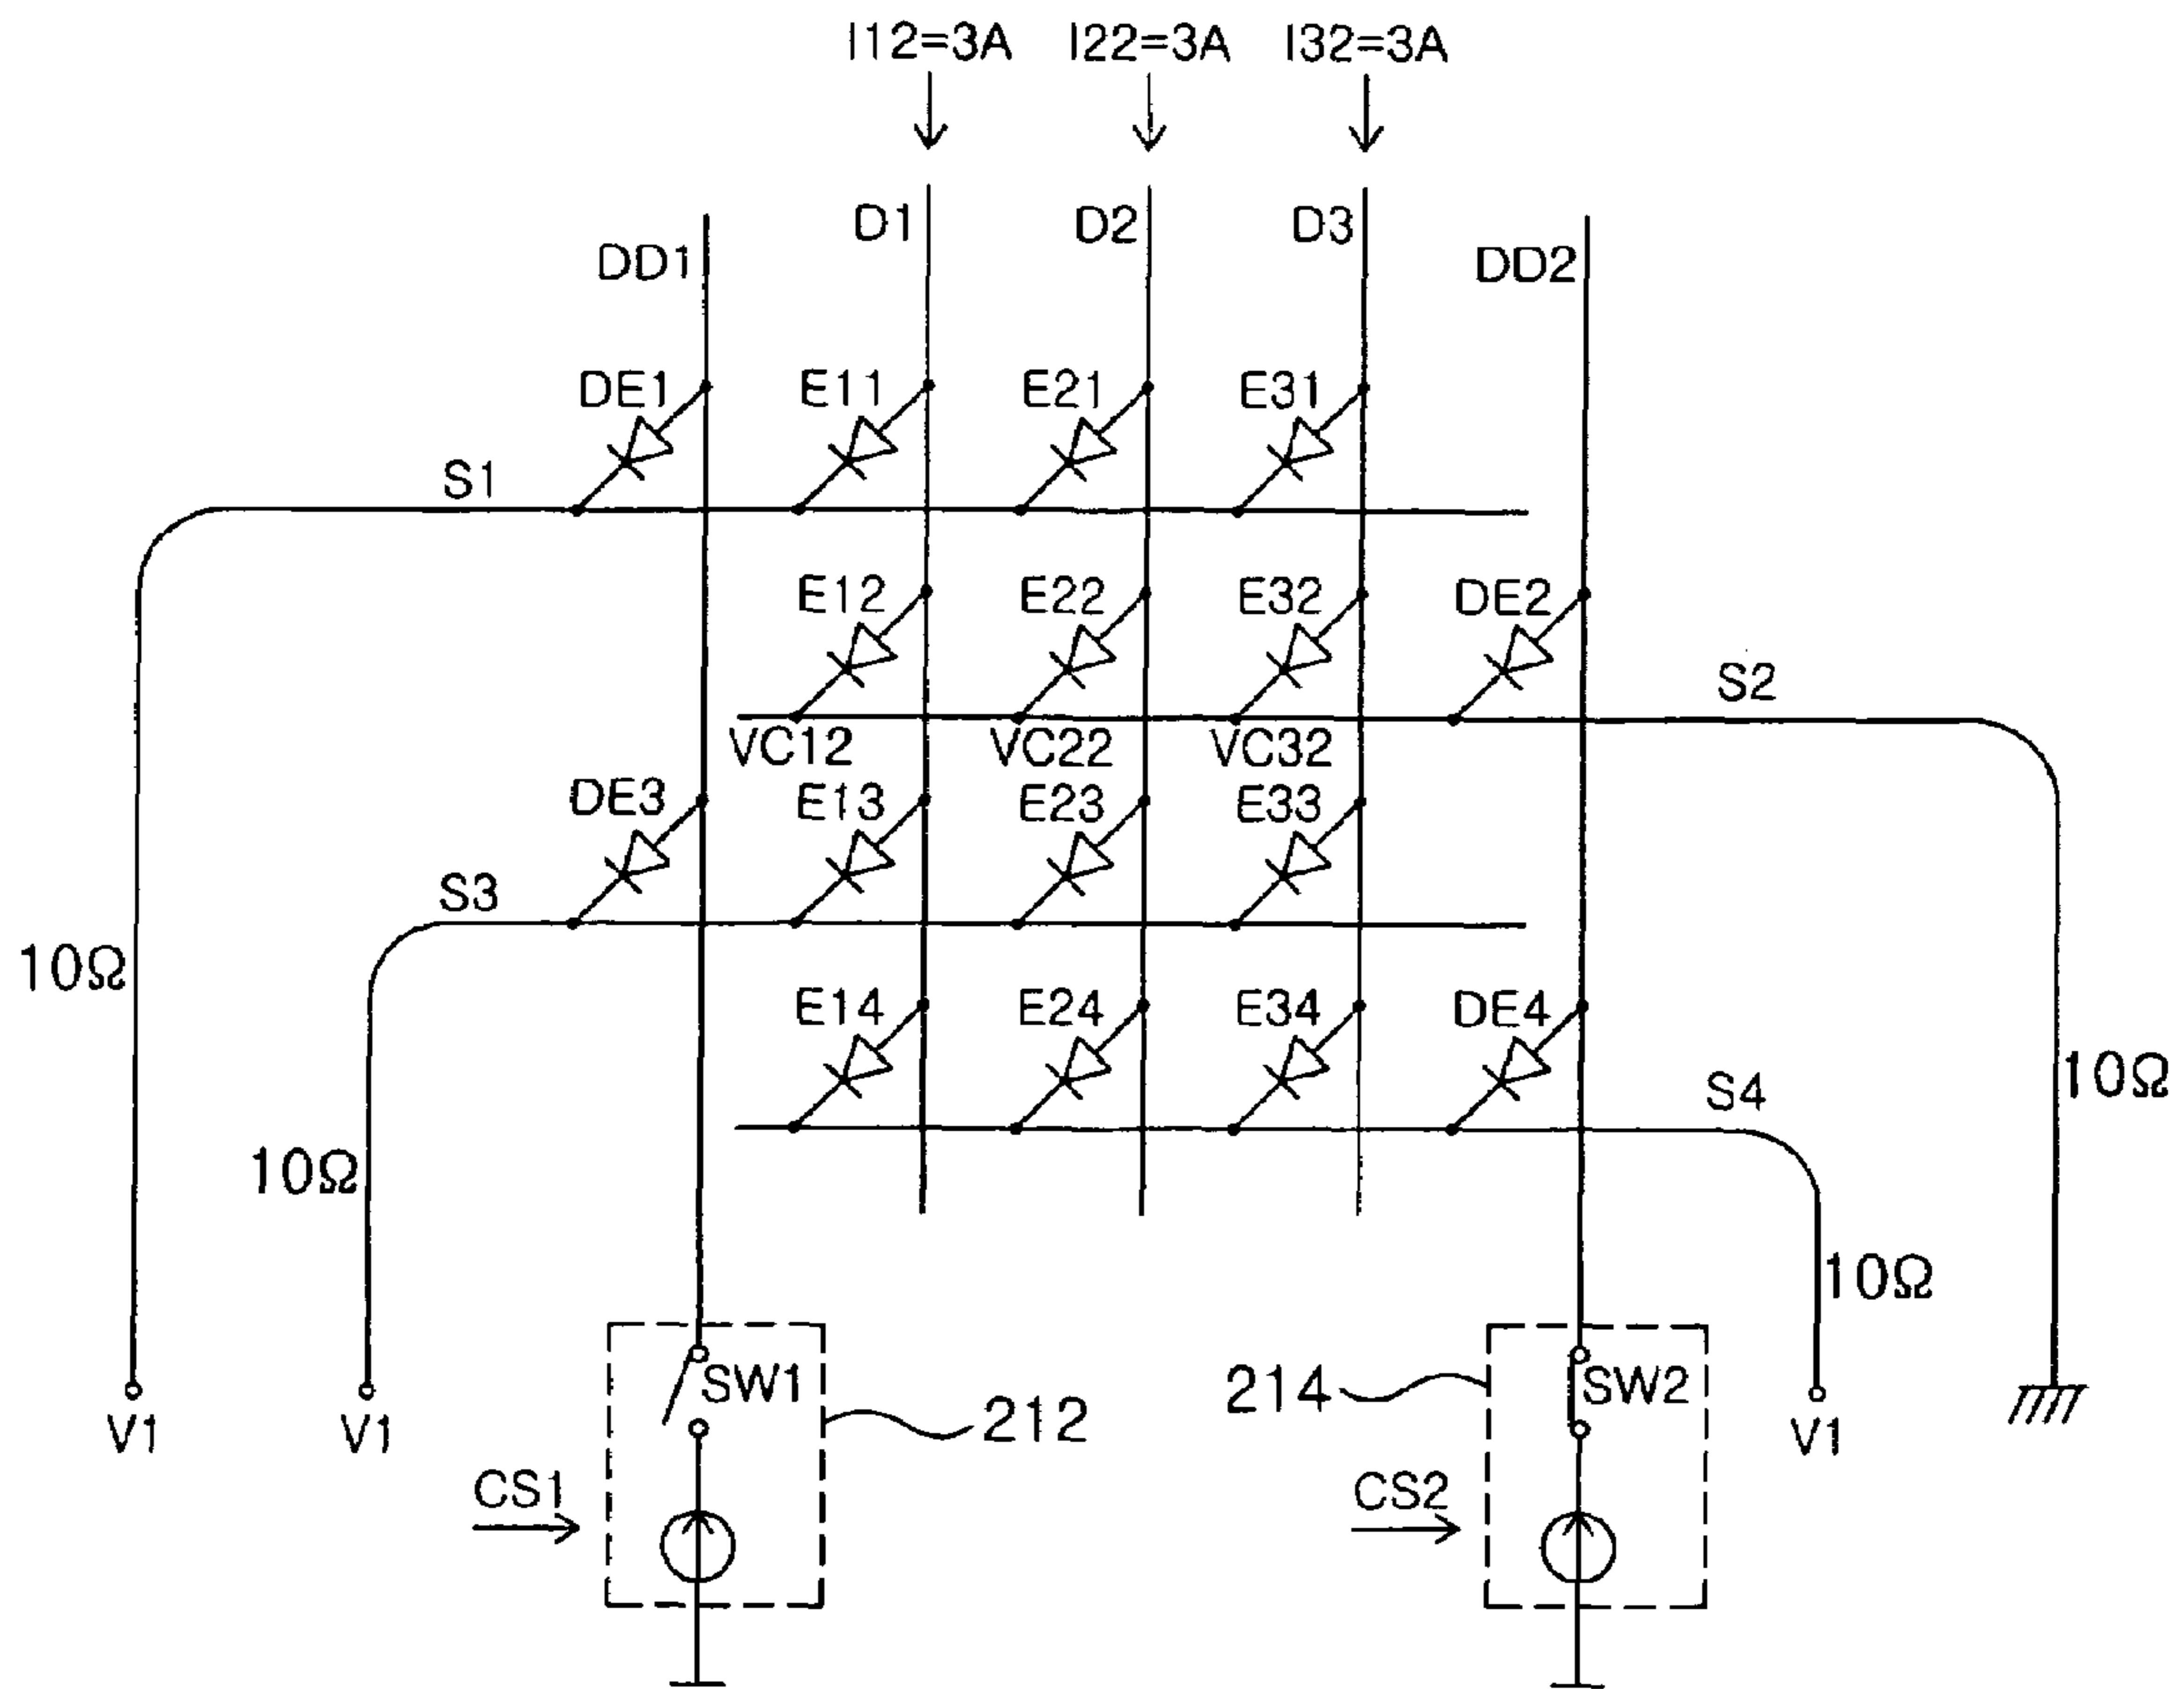 I12=3A I22=3A I32=3A
D1 D2 D3
DD1 DD2
DE1 E11 E21 E31
S1
E12 E22 E32 DE2
S2
VC12 VC22 VC32
DE3 E13 E23 E33
S3
10Ω
E14 E24 E34 DE4
10Ω
S4
10Ω
10Ω
SW1 214 SW2
V1 V1 212 V1
CS1 CS2